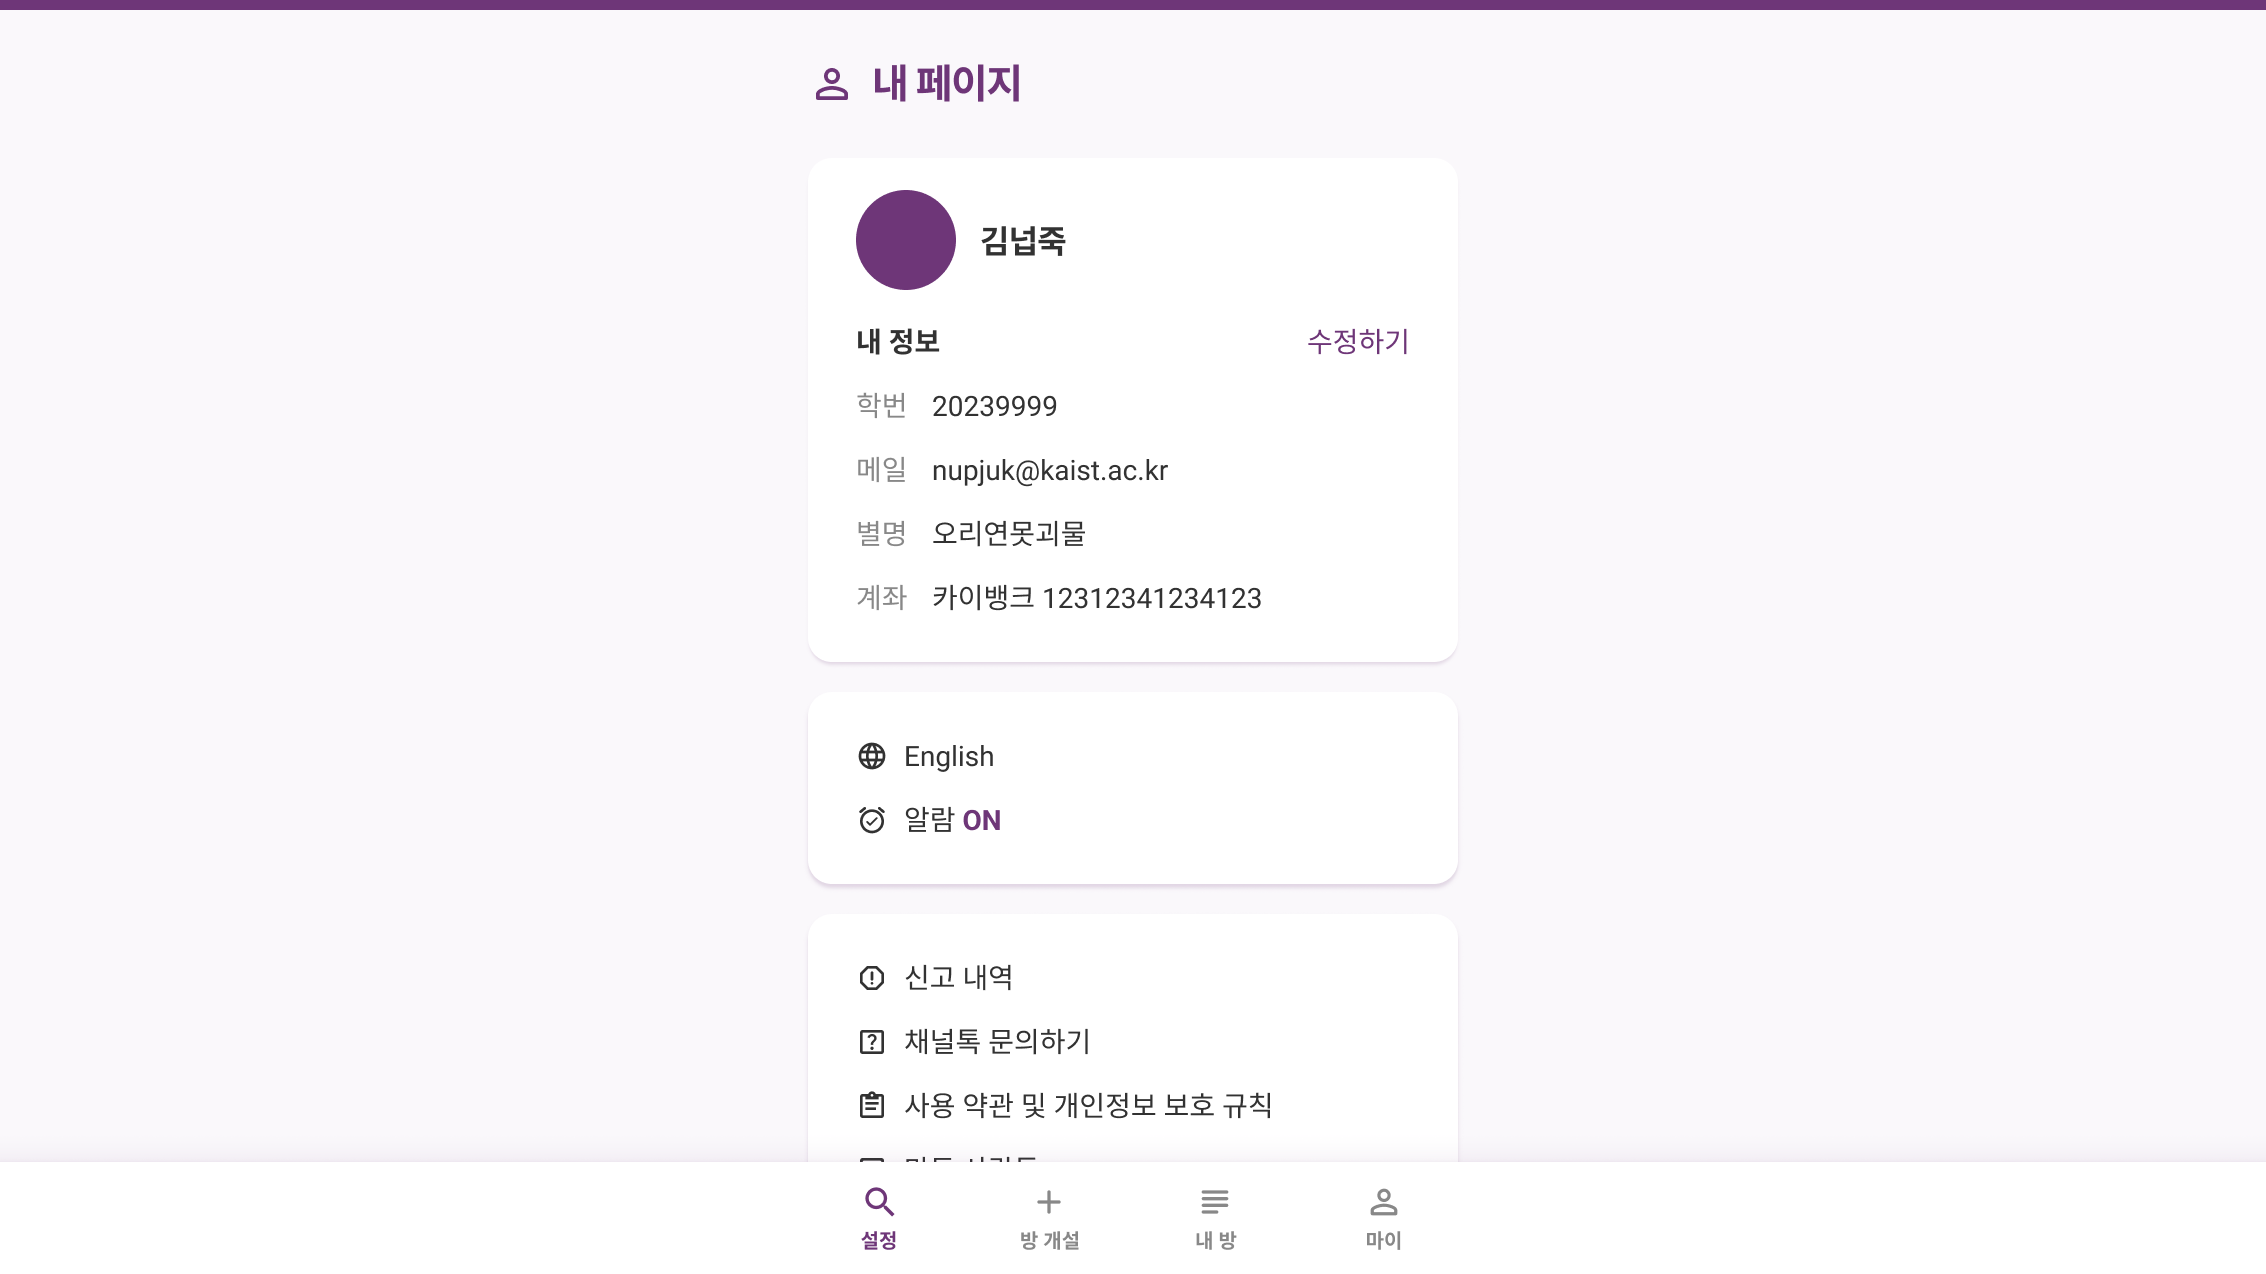 내 페이지
김넙죽
내 정보 수정하기
학번 20239999
메일 nupjuk@kaist.ac.kr
별명 오리연못괴물
계좌 카이뱅크 12312341234123
English
알람 ON
신고 내역
채널톡 문의하기
사용 약관 및 개인정보 보호 규칙
설정 방 개설 내 방 마이